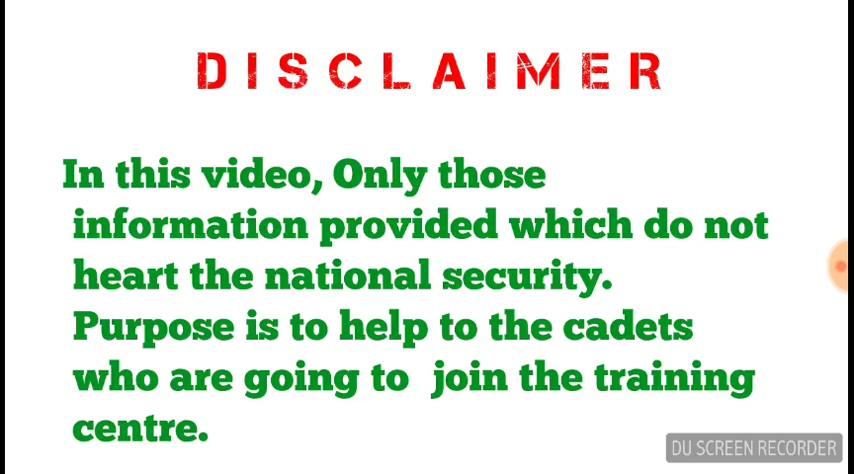 DISCLAIMER
In this video, Only those
information provided which do not
heart the national security.
Purpose is to help to the cadets
who are going to join the training
centre.
DU SCREEN RECORDER